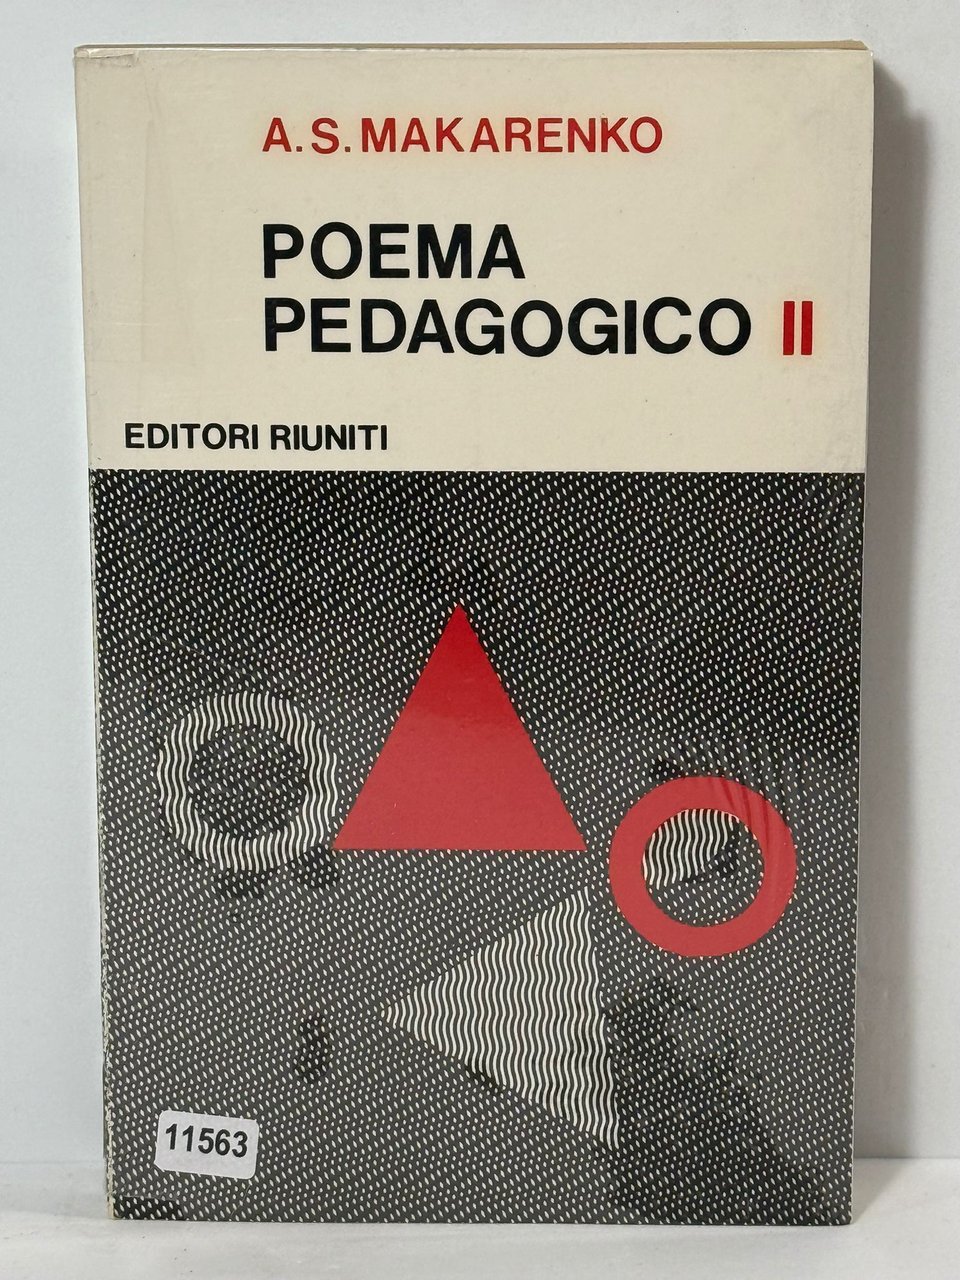 A. S. MAKARENKO
POEMA
PEDAGOGICO II
EDITORI RIUNITI
11563